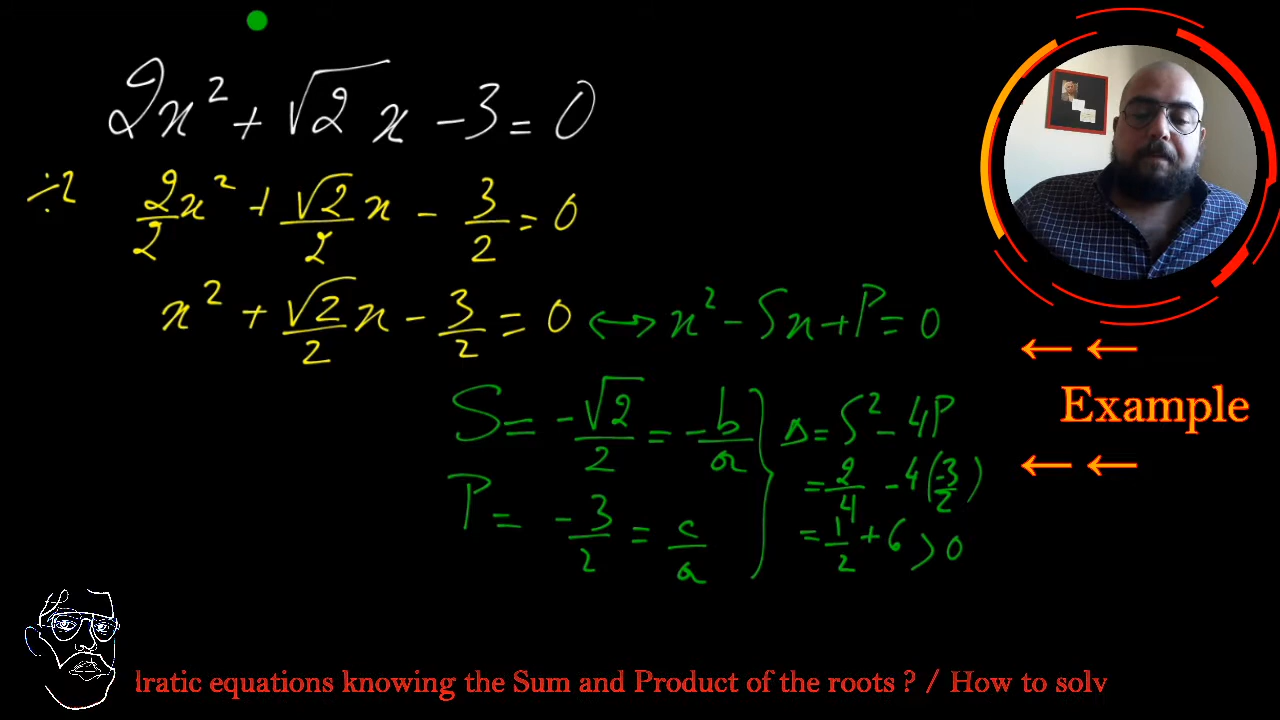 2x² + √2 x - 3 = 0
÷2 2x²/2 + √2/2 x - 3/2 = 0
x² + √2/2 x - 3/2 = 0 ⟷ x² - Sx + P = 0
S = -√2/2 = -b/a
P = -3/2 = c/a
Δ = S² - 4P
= 2/4 - 4(-3/2)
= 1/2 + 6 > 0
← ←
Example
← ←
lratic equations knowing the Sum and Product of the roots ? / How to solv